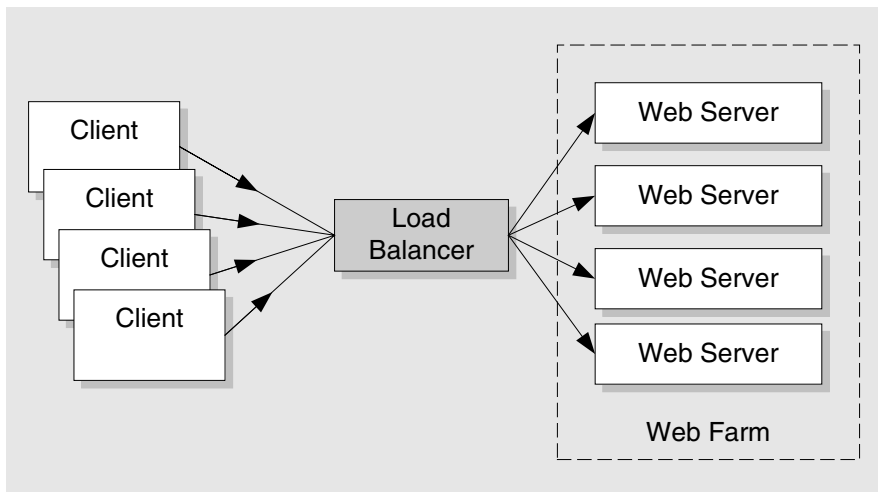 Client
Client
Client
Client
Load
Balancer
Web Server
Web Server
Web Server
Web Server
Web Farm